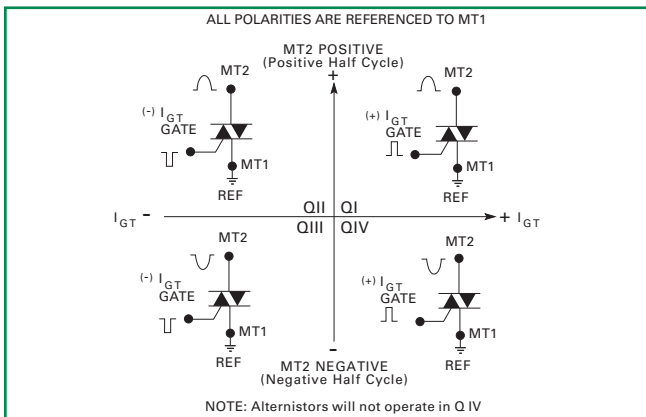 ALL POLARITIES ARE REFERENCED TO MT1
MT2 POSITIVE
(Positive Half Cycle)
+
MT2
(-) IGT
GATE
MT1
REF
MT2
(+) IGT
GATE
MT1
REF
QII QI
IGT - + IGT
QIII QIV
MT2
(-) IGT
GATE
MT1
REF
MT2
(+) IGT
GATE
MT1
REF
-
MT2 NEGATIVE
(Negative Half Cycle)
NOTE: Alternistors will not operate in Q IV